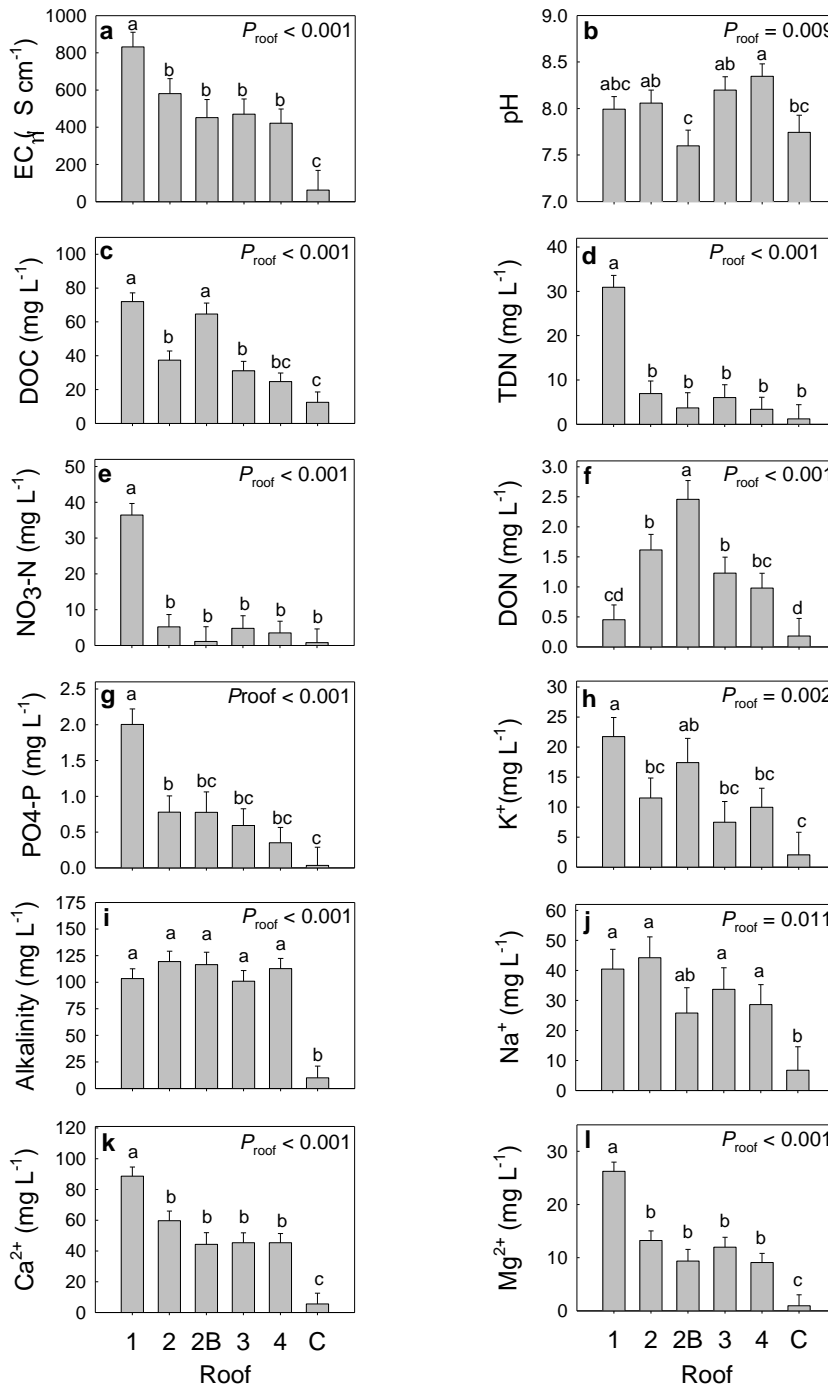 a
P_roof < 0.001
EC (S cm⁻¹)
1000
800
600
400
200
0
a b b b b c
b
P_roof = 0.009
pH
9.0
8.5
8.0
7.5
7.0
abc ab c ab a bc
c
P_roof < 0.001
DOC (mg L⁻¹)
100
80
60
40
20
0
a b a b bc c
d
P_roof < 0.001
TDN (mg L⁻¹)
40
30
20
10
0
a b b b b b
e
P_roof < 0.001
NO3-N (mg L⁻¹)
50
40
30
20
10
0
a b b b b b
f
P_roof < 0.001
DON (mg L⁻¹)
3.0
2.5
2.0
1.5
1.0
0.5
0.0
cd b a b bc d
g
Proof < 0.001
PO4-P (mg L⁻¹)
2.5
2.0
1.5
1.0
0.5
0.0
a b bc bc bc c
h
P_roof = 0.002
K⁺(mg L⁻¹)
30
25
20
15
10
5
0
a bc ab bc bc c
i
P_roof < 0.001
Alkalinity (mg L⁻¹)
175
150
125
100
75
50
25
0
a a a a a b
j
P_roof = 0.011
Na⁺ (mg L⁻¹)
60
50
40
30
20
10
0
a a ab a a b
k
P_roof < 0.001
Ca²⁺ (mg L⁻¹)
120
100
80
60
40
20
0
a b b b b c
1 2 2B 3 4 C
Roof
l
P_roof < 0.001
Mg²⁺ (mg L⁻¹)
30
20
10
0
a b b b b c
1 2 2B 3 4 C
Roof